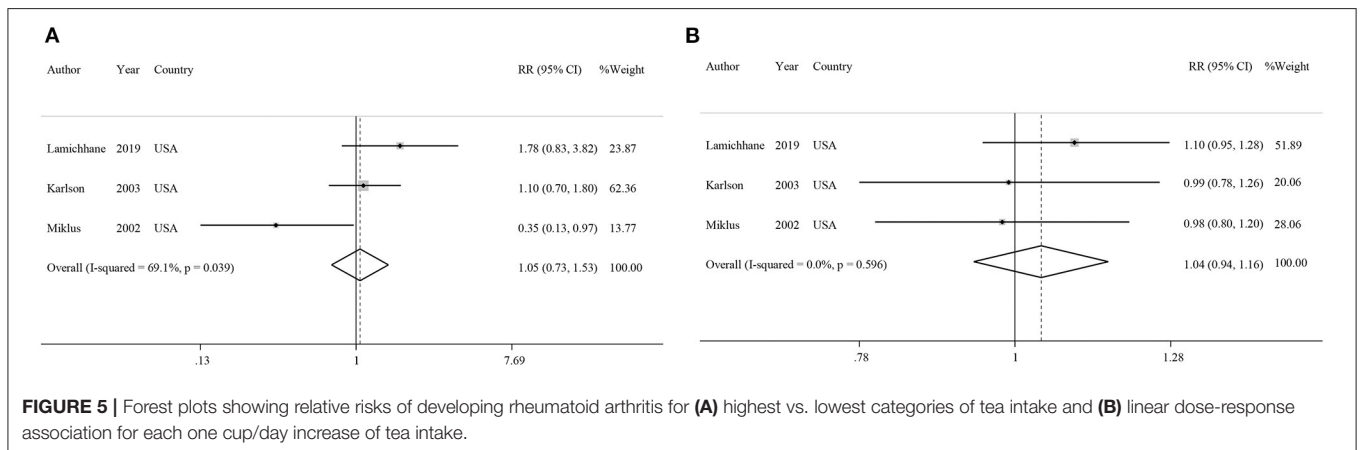 A
Author Year Country RR (95% CI) %Weight
Lamichhane 2019 USA 1.78 (0.83, 3.82) 23.87
Karlson 2003 USA 1.10 (0.70, 1.80) 62.36
Miklus 2002 USA 0.35 (0.13, 0.97) 13.77
Overall (I-squared = 69.1%, p = 0.039) 1.05 (0.73, 1.53) 100.00
.13 1 7.69
B
Author Year Country RR (95% CI) %Weight
Lamichhane 2019 USA 1.10 (0.95, 1.28) 51.89
Karlson 2003 USA 0.99 (0.78, 1.26) 20.06
Miklus 2002 USA 0.98 (0.80, 1.20) 28.06
Overall (I-squared = 0.0%, p = 0.596) 1.04 (0.94, 1.16) 100.00
.78 1 1.28
FIGURE 5 | Forest plots showing relative risks of developing rheumatoid arthritis for (A) highest vs. lowest categories of tea intake and (B) linear dose-response
association for each one cup/day increase of tea intake.